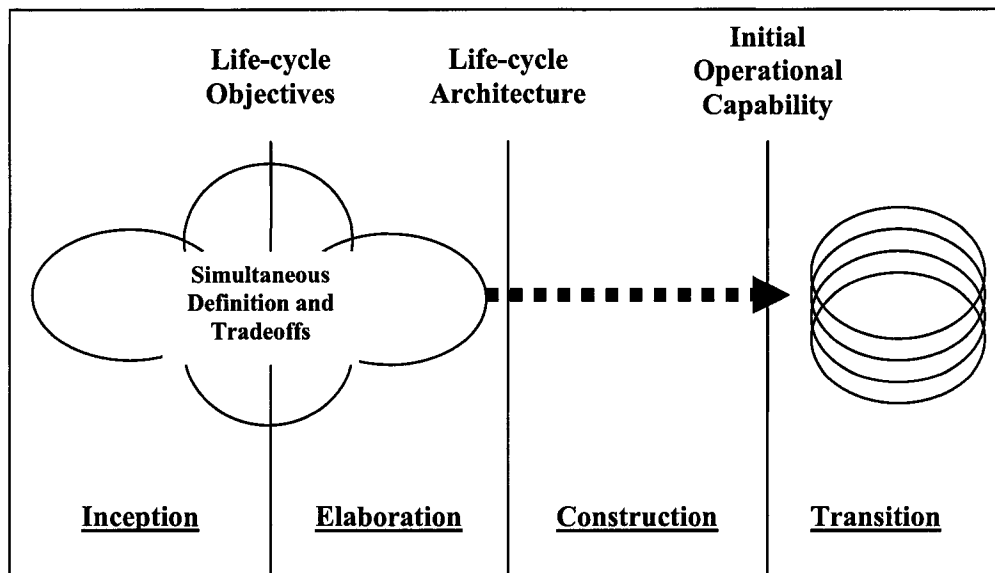 Life-cycle
Objectives
Life-cycle
Architecture
Initial
Operational
Capability
Simultaneous
Definition and
Tradeoffs
Inception
Elaboration
Construction
Transition